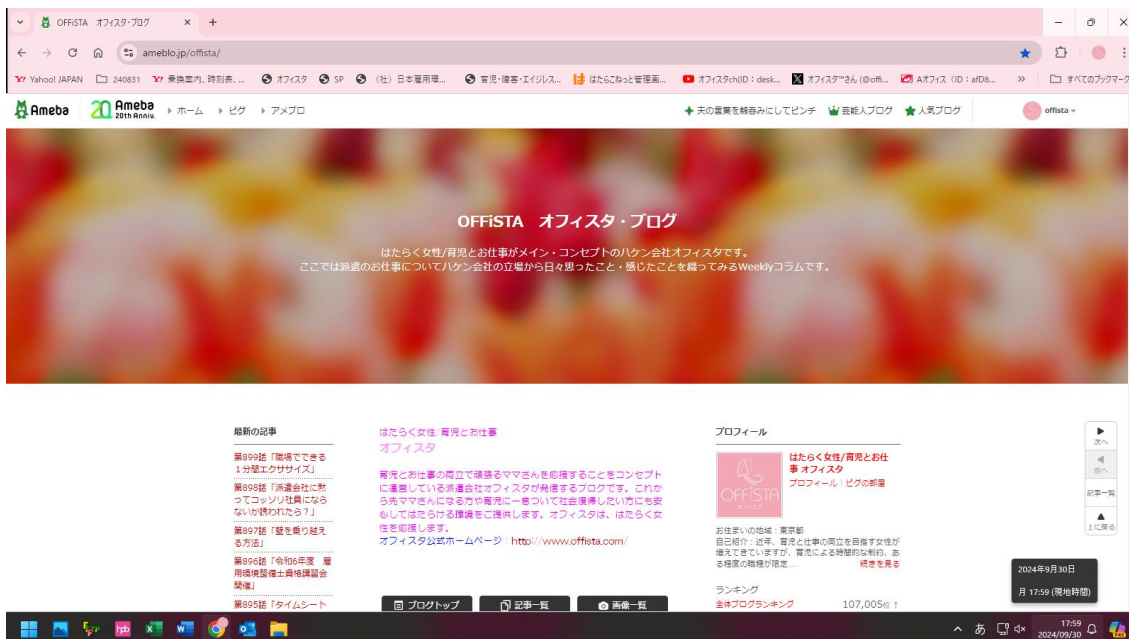 OFFiSTA オフィスタ・ブログ
ameblo.jp/offista/
Yahoo! JAPAN
240831
乗換案内、時刻表、...
オフィスタ
SP
（社）日本雇用環...
育児・障害・エイジレス...
はたらこねっと管理画...
オフィスタch(ID：desk...
オフィスタ™さん (@offi...
Aオフィス（ID：afD8...
すべてのブックマーク
Ameba
20 Ameba
20th Anniv.
ホーム
ピグ
アメブロ
夫の言葉を鵜呑みにしてピンチ
芸能人ブログ
人気ブログ
offista
OFFiSTA オフィスタ・ブログ
はたらく女性/育児とお仕事がメイン・コンセプトのハケン会社オフィスタです。
ここでは派遣のお仕事についてハケン会社の立場から日々思ったこと・感じたことを綴ってみるWeeklyコラムです。
最新の記事
第899話「職場でできる
1分間エクササイズ」
第898話「派遣会社に黙
ってコッソリ社員になら
ないか誘われたら？」
第897話「壁を乗り越え
る方法」
第896話「令和6年度 雇
用環境整備士資格講習会
開催」
第895話「タイムシート
はたらく女性/育児とお仕事
オフィスタ
育児とお仕事の両立で頑張るママさんを応援することをコンセプト
に運営している派遣会社オフィスタが発信するブログです。これか
ら先ママさんになる方や育児に一息ついて社会復帰したい方にも安
心してはたらける環境をご提供します。オフィスタは、はたらく女
性を応援します。
オフィスタ公式ホームページ：http://www.offista.com/
ブログトップ
記事一覧
画像一覧
プロフィール
OFFiSTA
オフィスタ
はたらく女性/育児とお仕
事 オフィスタ
プロフィール｜ピグの部屋
お住まいの地域：東京都
自己紹介：近年、育児と仕事の両立を目指す女性が
増えてきていますが、育児による時間的な制約、あ
る程度の職種が限定... 続きを見る
ランキング
全体ブログランキング 107,005位 ↑
次へ
前へ
記事一覧
上に戻る
2024年9月30日
月 17:59 (現地時間)
hpb
あ
17:59
2024/09/30